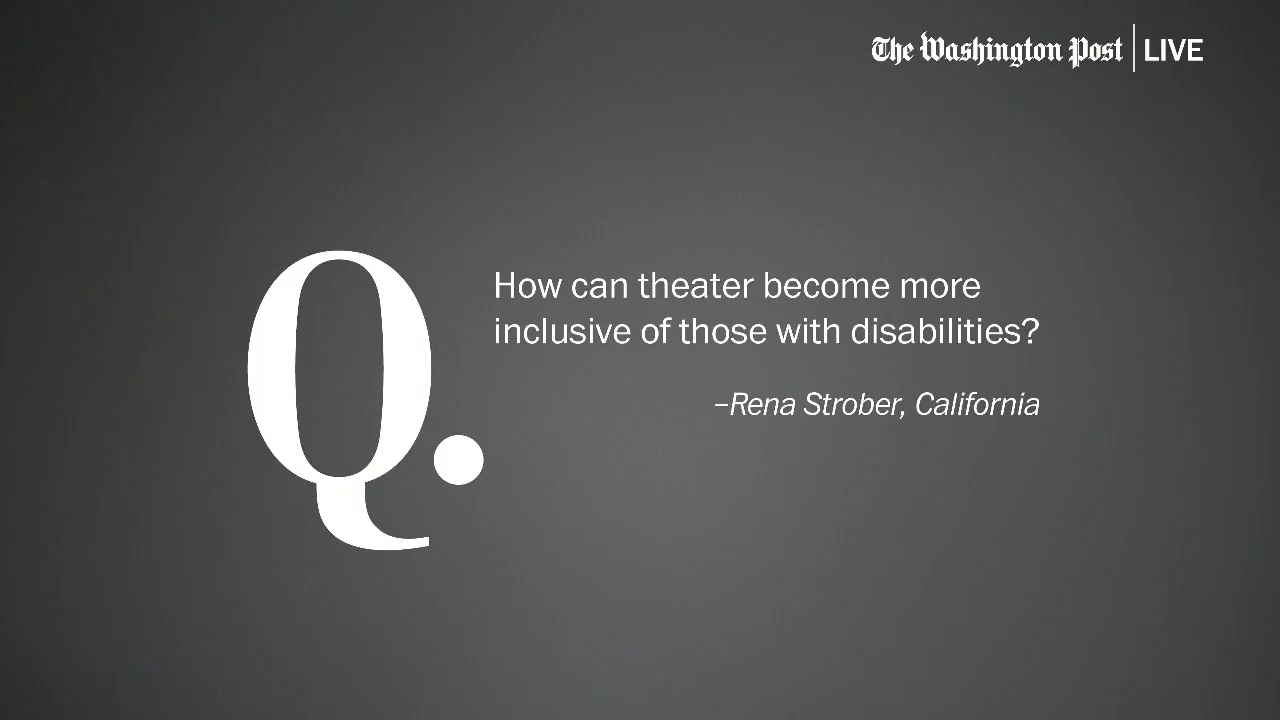 The Washington Post | LIVE
Q.
How can theater become more
inclusive of those with disabilities?
–Rena Strober, California